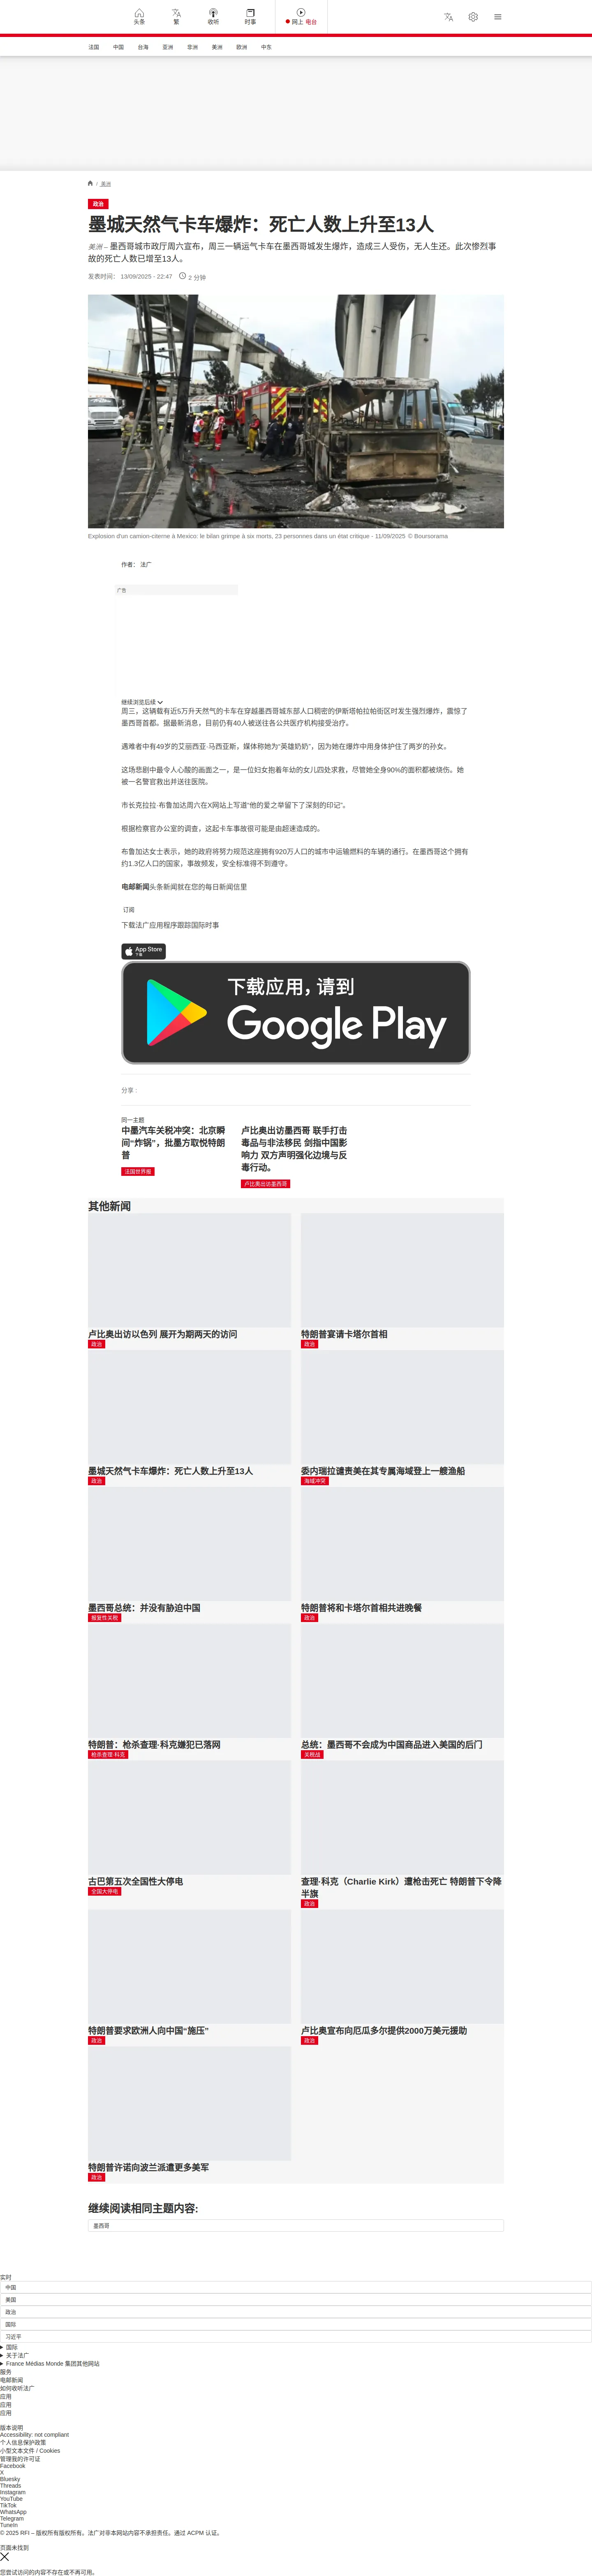 头条
繁
收听
时事
网上 电台
法国
中国
台海
亚洲
非洲
美洲
欧洲
中东
/ 美洲
政治
墨城天然气卡车爆炸：死亡人数上升至13人
美洲 – 墨西哥城市政厅周六宣布，周三一辆运气卡车在墨西哥城发生爆炸，造成三人受伤，无人生还。此次惨烈事
故的死亡人数已增至13人。
发表时间： 13/09/2025 - 22:47
2 分钟
Explosion d'un camion-citerne à Mexico: le bilan grimpe à six morts, 23 personnes dans un état critique - 11/09/2025 © Boursorama
作者： 法广
广告
继续浏览后续
周三，这辆载有近5万升天然气的卡车在穿越墨西哥城东部人口稠密的伊斯塔帕拉帕街区时发生强烈爆炸，震惊了
墨西哥首都。据最新消息，目前仍有40人被送往各公共医疗机构接受治疗。
遇难者中有49岁的艾丽西亚·马西亚斯，媒体称她为“英雄奶奶”，因为她在爆炸中用身体护住了两岁的孙女。
这场悲剧中最令人心酸的画面之一，是一位妇女抱着年幼的女儿四处求救，尽管她全身90%的面积都被烧伤。她
被一名警官救出并送往医院。
市长克拉拉·布鲁加达周六在X网站上写道“他的爱之举留下了深刻的印记”。
根据检察官办公室的调查，这起卡车事故很可能是由超速造成的。
布鲁加达女士表示，她的政府将努力规范这座拥有920万人口的城市中运输燃料的车辆的通行。在墨西哥这个拥有
约1.3亿人口的国家，事故频发，安全标准得不到遵守。
电邮新闻头条新闻就在您的每日新闻信里
订阅
下载法广应用程序跟踪国际时事
App Store
下载
下载应用，请到
Google Play
分享 :
同一主题
中墨汽车关税冲突：北京瞬
间“炸锅”，批墨方取悦特朗
普
法国世界报
卢比奥出访墨西哥 联手打击
毒品与非法移民 剑指中国影
响力 双方声明强化边境与反
毒行动。
卢比奥出访墨西哥
其他新闻
卢比奥出访以色列 展开为期两天的访问
政治
特朗普宴请卡塔尔首相
政治
墨城天然气卡车爆炸：死亡人数上升至13人
政治
委内瑞拉谴责美在其专属海域登上一艘渔船
海域冲突
墨西哥总统：并没有胁迫中国
报复性关税
特朗普将和卡塔尔首相共进晚餐
政治
特朗普：枪杀查理·科克嫌犯已落网
枪杀查理·科克
总统：墨西哥不会成为中国商品进入美国的后门
关税战
古巴第五次全国性大停电
全国大停电
查理·科克（Charlie Kirk）遭枪击死亡 特朗普下令降
半旗
政治
特朗普要求欧洲人向中国“施压”
政治
卢比奥宣布向厄瓜多尔提供2000万美元援助
政治
特朗普许诺向波兰派遣更多美军
政治
继续阅读相同主题内容:
墨西哥
实时
中国
美国
政治
国际
习近平
国际
关于法广
France Médias Monde 集团其他网站
服务
电邮新闻
如何收听法广
应用
应用
应用
版本说明
Accessibility: not compliant
个人信息保护政策
小型文本文件 / Cookies
管理我的许可证
Facebook
X
Bluesky
Threads
Instagram
YouTube
TikTok
WhatsApp
Telegram
TuneIn
© 2025 RFI – 版权所有版权所有。法广对非本网站内容不承担责任。通过 ACPM 认证。
页面未找到
您尝试访问的内容不存在或不再可用。